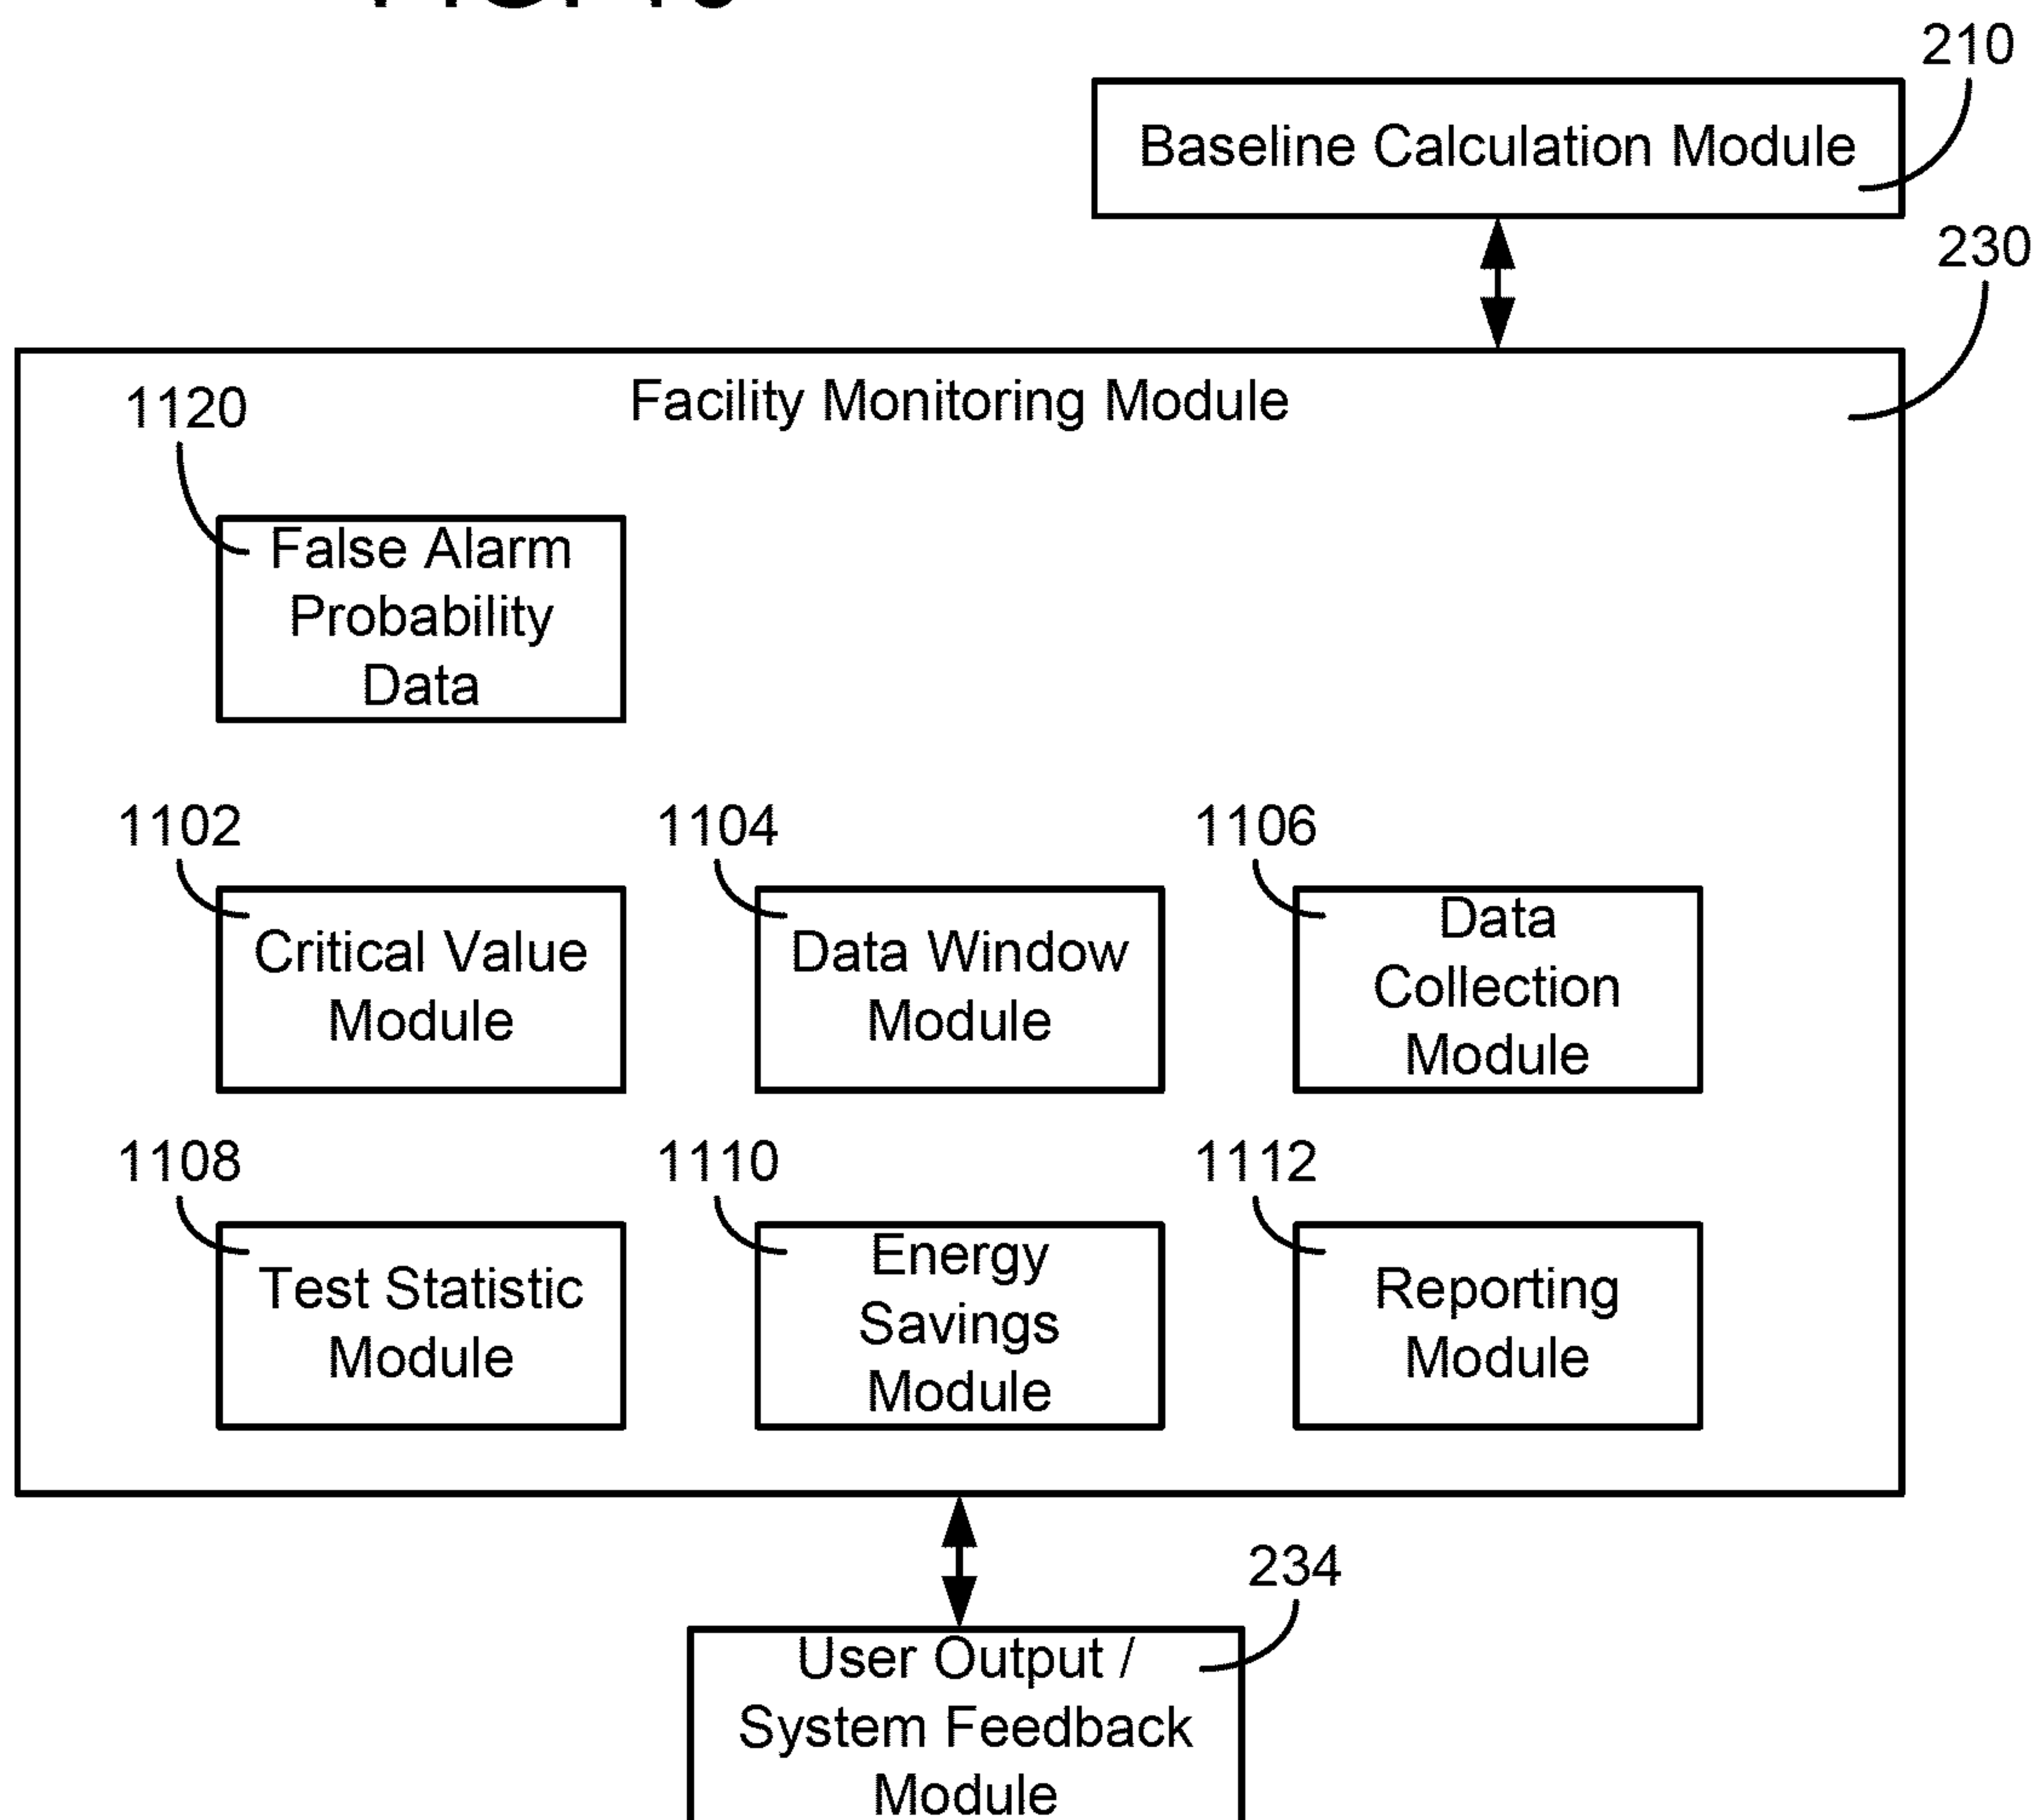 210
Baseline Calculation Module
230
Facility Monitoring Module
1120
False Alarm
Probability
Data
1102
1104
1106
Critical Value
Module
Data Window
Module
Data
Collection
Module
1108
1110
1112
Test Statistic
Module
Energy
Savings
Module
Reporting
Module
234
User Output /
System Feedback
Module